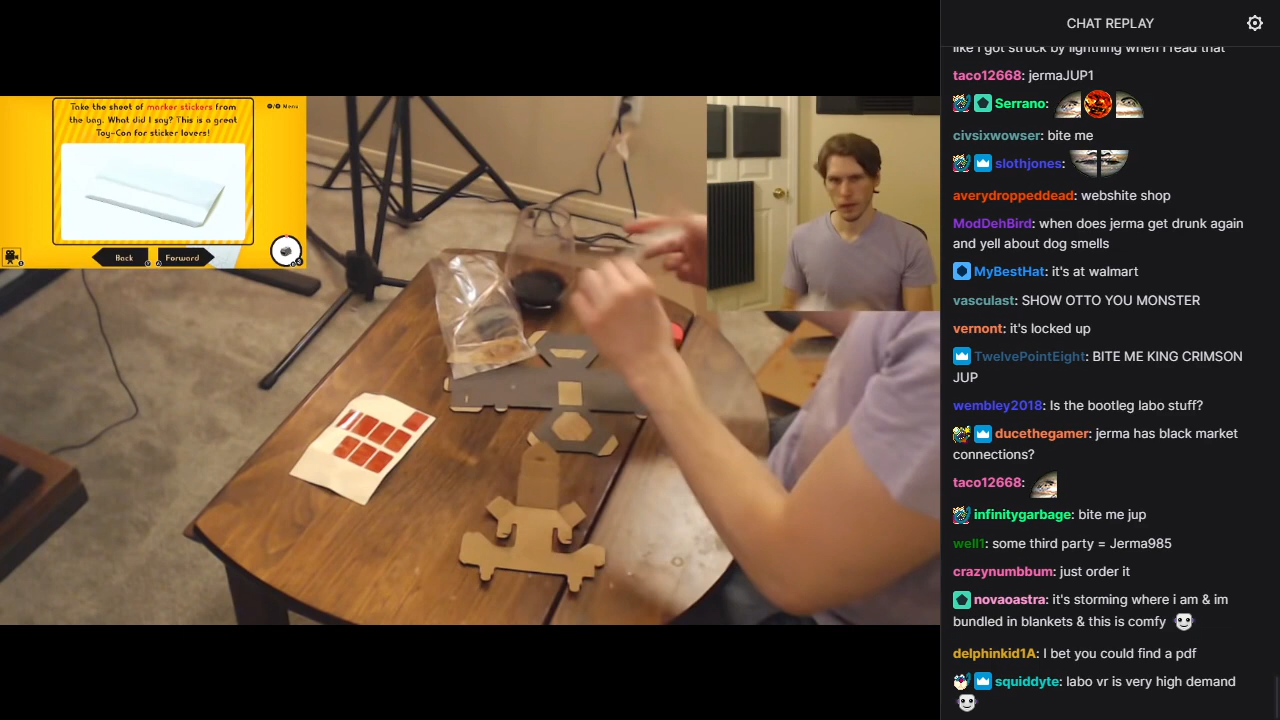 Take the sheet of marker stickers from
the bag. What did I say? This is a great
Toy-Con for sticker lovers!
Menu
Back
Forward
CHAT REPLAY
like I got struck by lightning when I read that
taco12668: jermaJUP1
Serrano:
civsixwowser: bite me
slothjones:
averydroppeddead: webshite shop
ModDehBird: when does jerma get drunk again
and yell about dog smells
MyBestHat: it's at walmart
vasculast: SHOW OTTO YOU MONSTER
vernont: it's locked up
TwelvePointEight: BITE ME KING CRIMSON
JUP
wembley2018: Is the bootleg labo stuff?
ducethegamer: jerma has black market
connections?
taco12668:
infinitygarbage: bite me jup
well1: some third party = Jerma985
crazynumbbum: just order it
novaoastra: it's storming where i am & im
bundled in blankets & this is comfy
delphinkid1A: I bet you could find a pdf
squiddyte: labo vr is very high demand